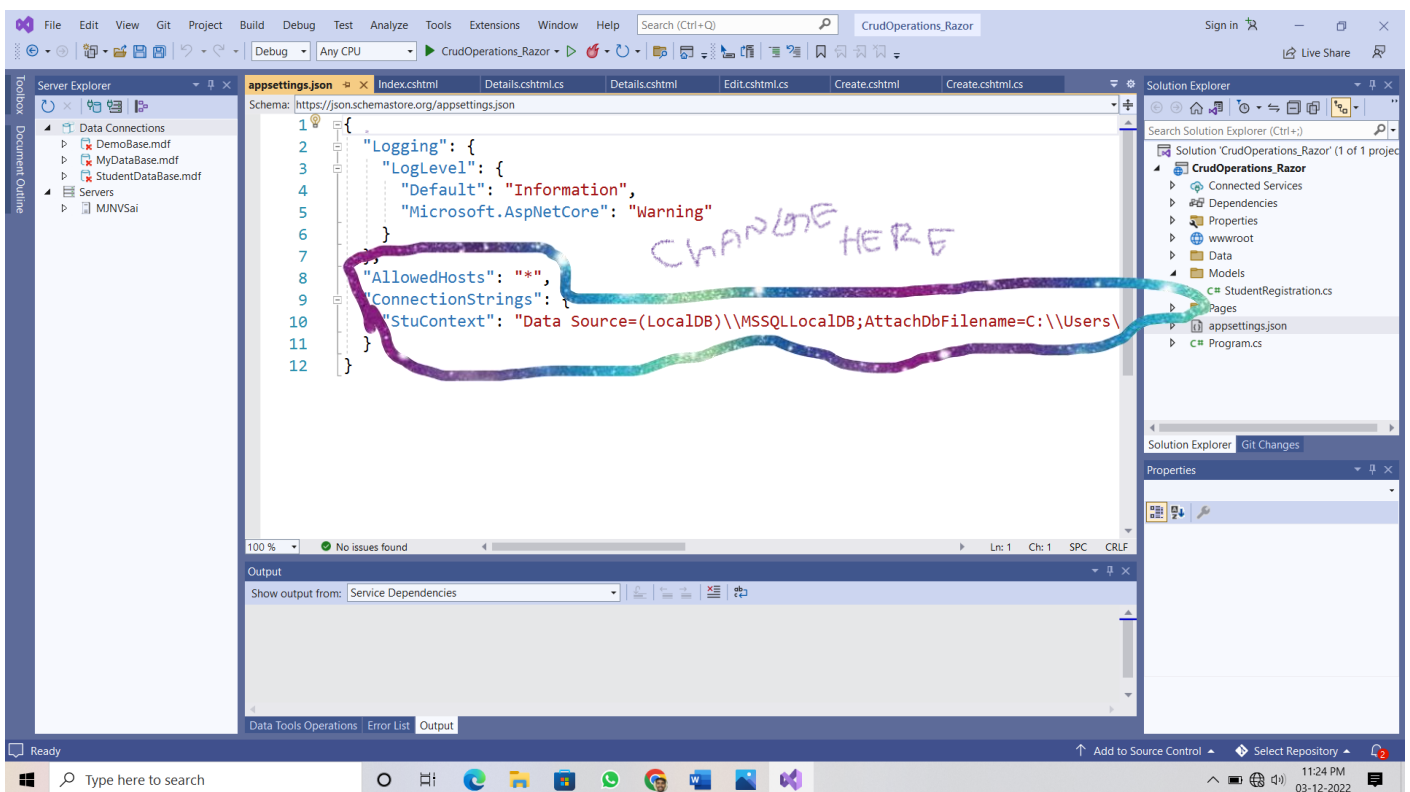 File Edit View Git Project Build Debug Test Analyze Tools Extensions Window Help Search (Ctrl+Q) CrudOperations_Razor Sign in
Debug Any CPU CrudOperations_Razor Live Share
Toolbox
Document Outline
Server Explorer
Data Connections
DemoBase.mdf
MyDataBase.mdf
StudentDataBase.mdf
Servers
MJNVSai
appsettings.json Index.cshtml Details.cshtml.cs Details.cshtml Edit.cshtml.cs Create.cshtml Create.cshtml.cs
Schema: https://json.schemastore.org/appsettings.json
1 {
2 "Logging": {
3 "LogLevel": {
4 "Default": "Information",
5 "Microsoft.AspNetCore": "Warning"
6 }
7 },
8 "AllowedHosts": "*",
9 "ConnectionStrings": {
10 "StuContext": "Data Source=(LocalDB)\\MSSQLLocalDB;AttachDbFilename=C:\\Users\
11 }
12 }
CHANGE HERE
100 % No issues found Ln: 1 Ch: 1 SPC CRLF
Output
Show output from: Service Dependencies
Data Tools Operations Error List Output
Solution Explorer
Search Solution Explorer (Ctrl+;)
Solution 'CrudOperations_Razor' (1 of 1 projec
CrudOperations_Razor
Connected Services
Dependencies
Properties
wwwroot
Data
Models
C# StudentRegistration.cs
Pages
appsettings.json
C# Program.cs
Solution Explorer Git Changes
Properties
Ready Add to Source Control Select Repository 2
Type here to search 11:24 PM
03-12-2022